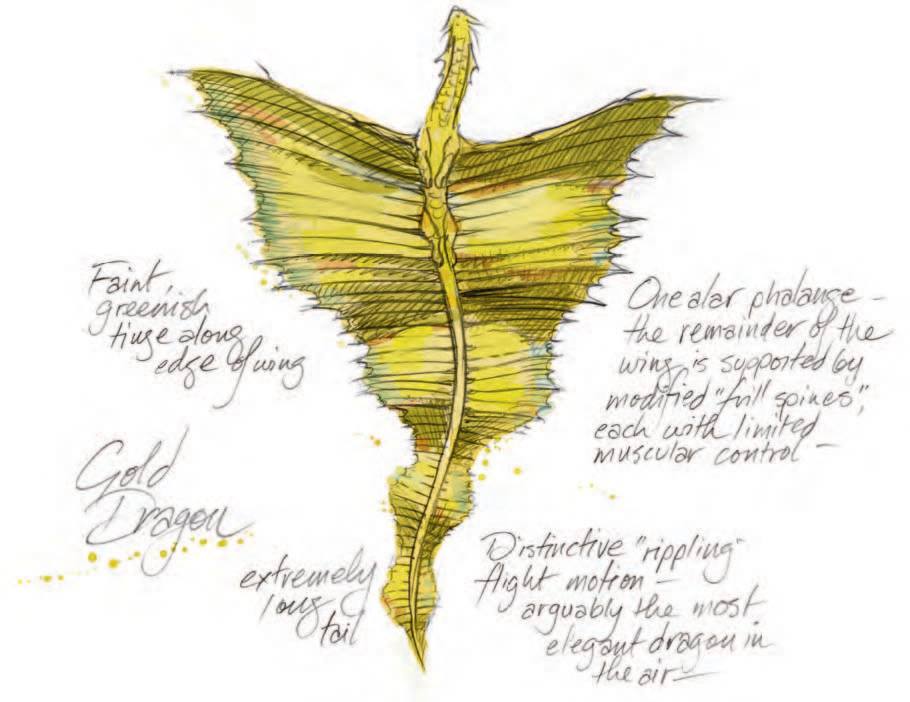 Faint,
greenish
tinge along
edge of wing
One alar phalange –
the remainder of the
wing is supported by
modified "frill spines",
each with limited
muscular control –
Gold
Dragon
extremely
long
tail
Distinctive "rippling"
flight motion –
arguably the most
elegant dragon in
the air –